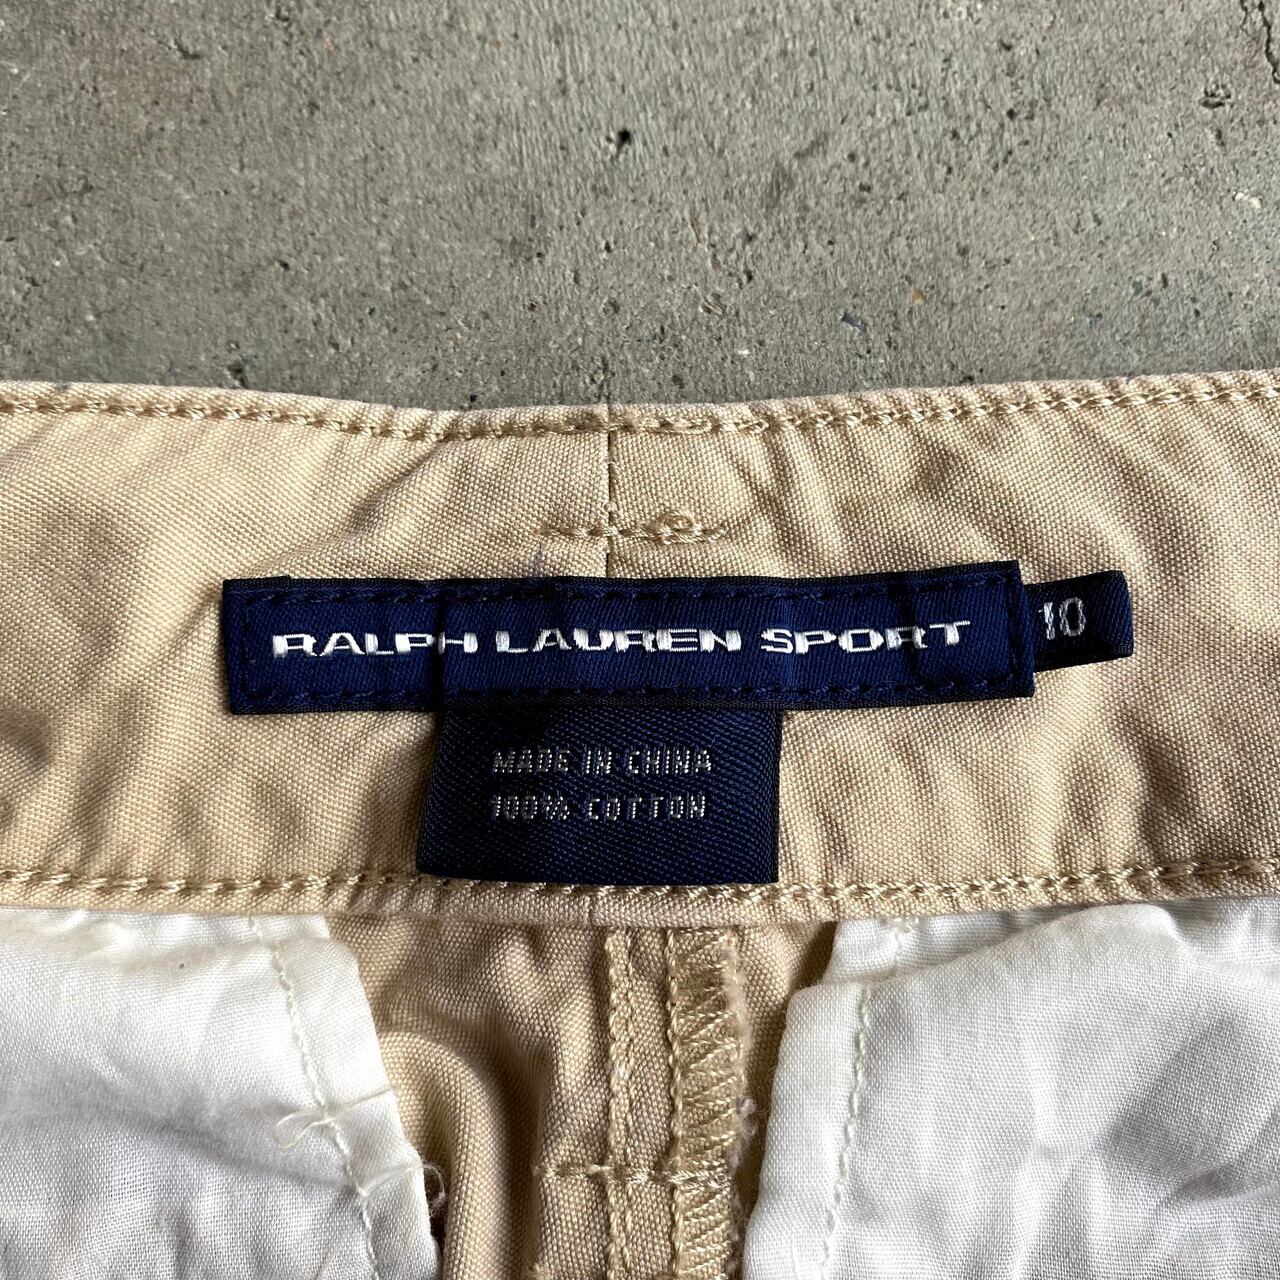 RALPH LAUREN SPORT 10
MADE IN CHINA
100% COTTON